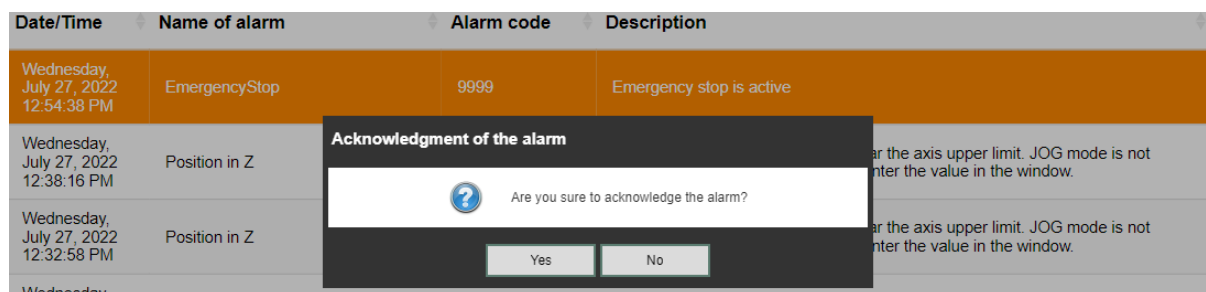 Date/Time Name of alarm Alarm code Description
Wednesday,
July 27, 2022
12:54:38 PM
EmergencyStop 9999 Emergency stop is active
Acknowledgment of the alarm
Wednesday,
July 27, 2022
12:38:16 PM
Position in Z
ar the axis upper limit. JOG mode is not
nter the value in the window.
Are you sure to acknowledge the alarm?
Wednesday,
July 27, 2022
12:32:58 PM
Position in Z
ar the axis upper limit. JOG mode is not
nter the value in the window.
Yes No